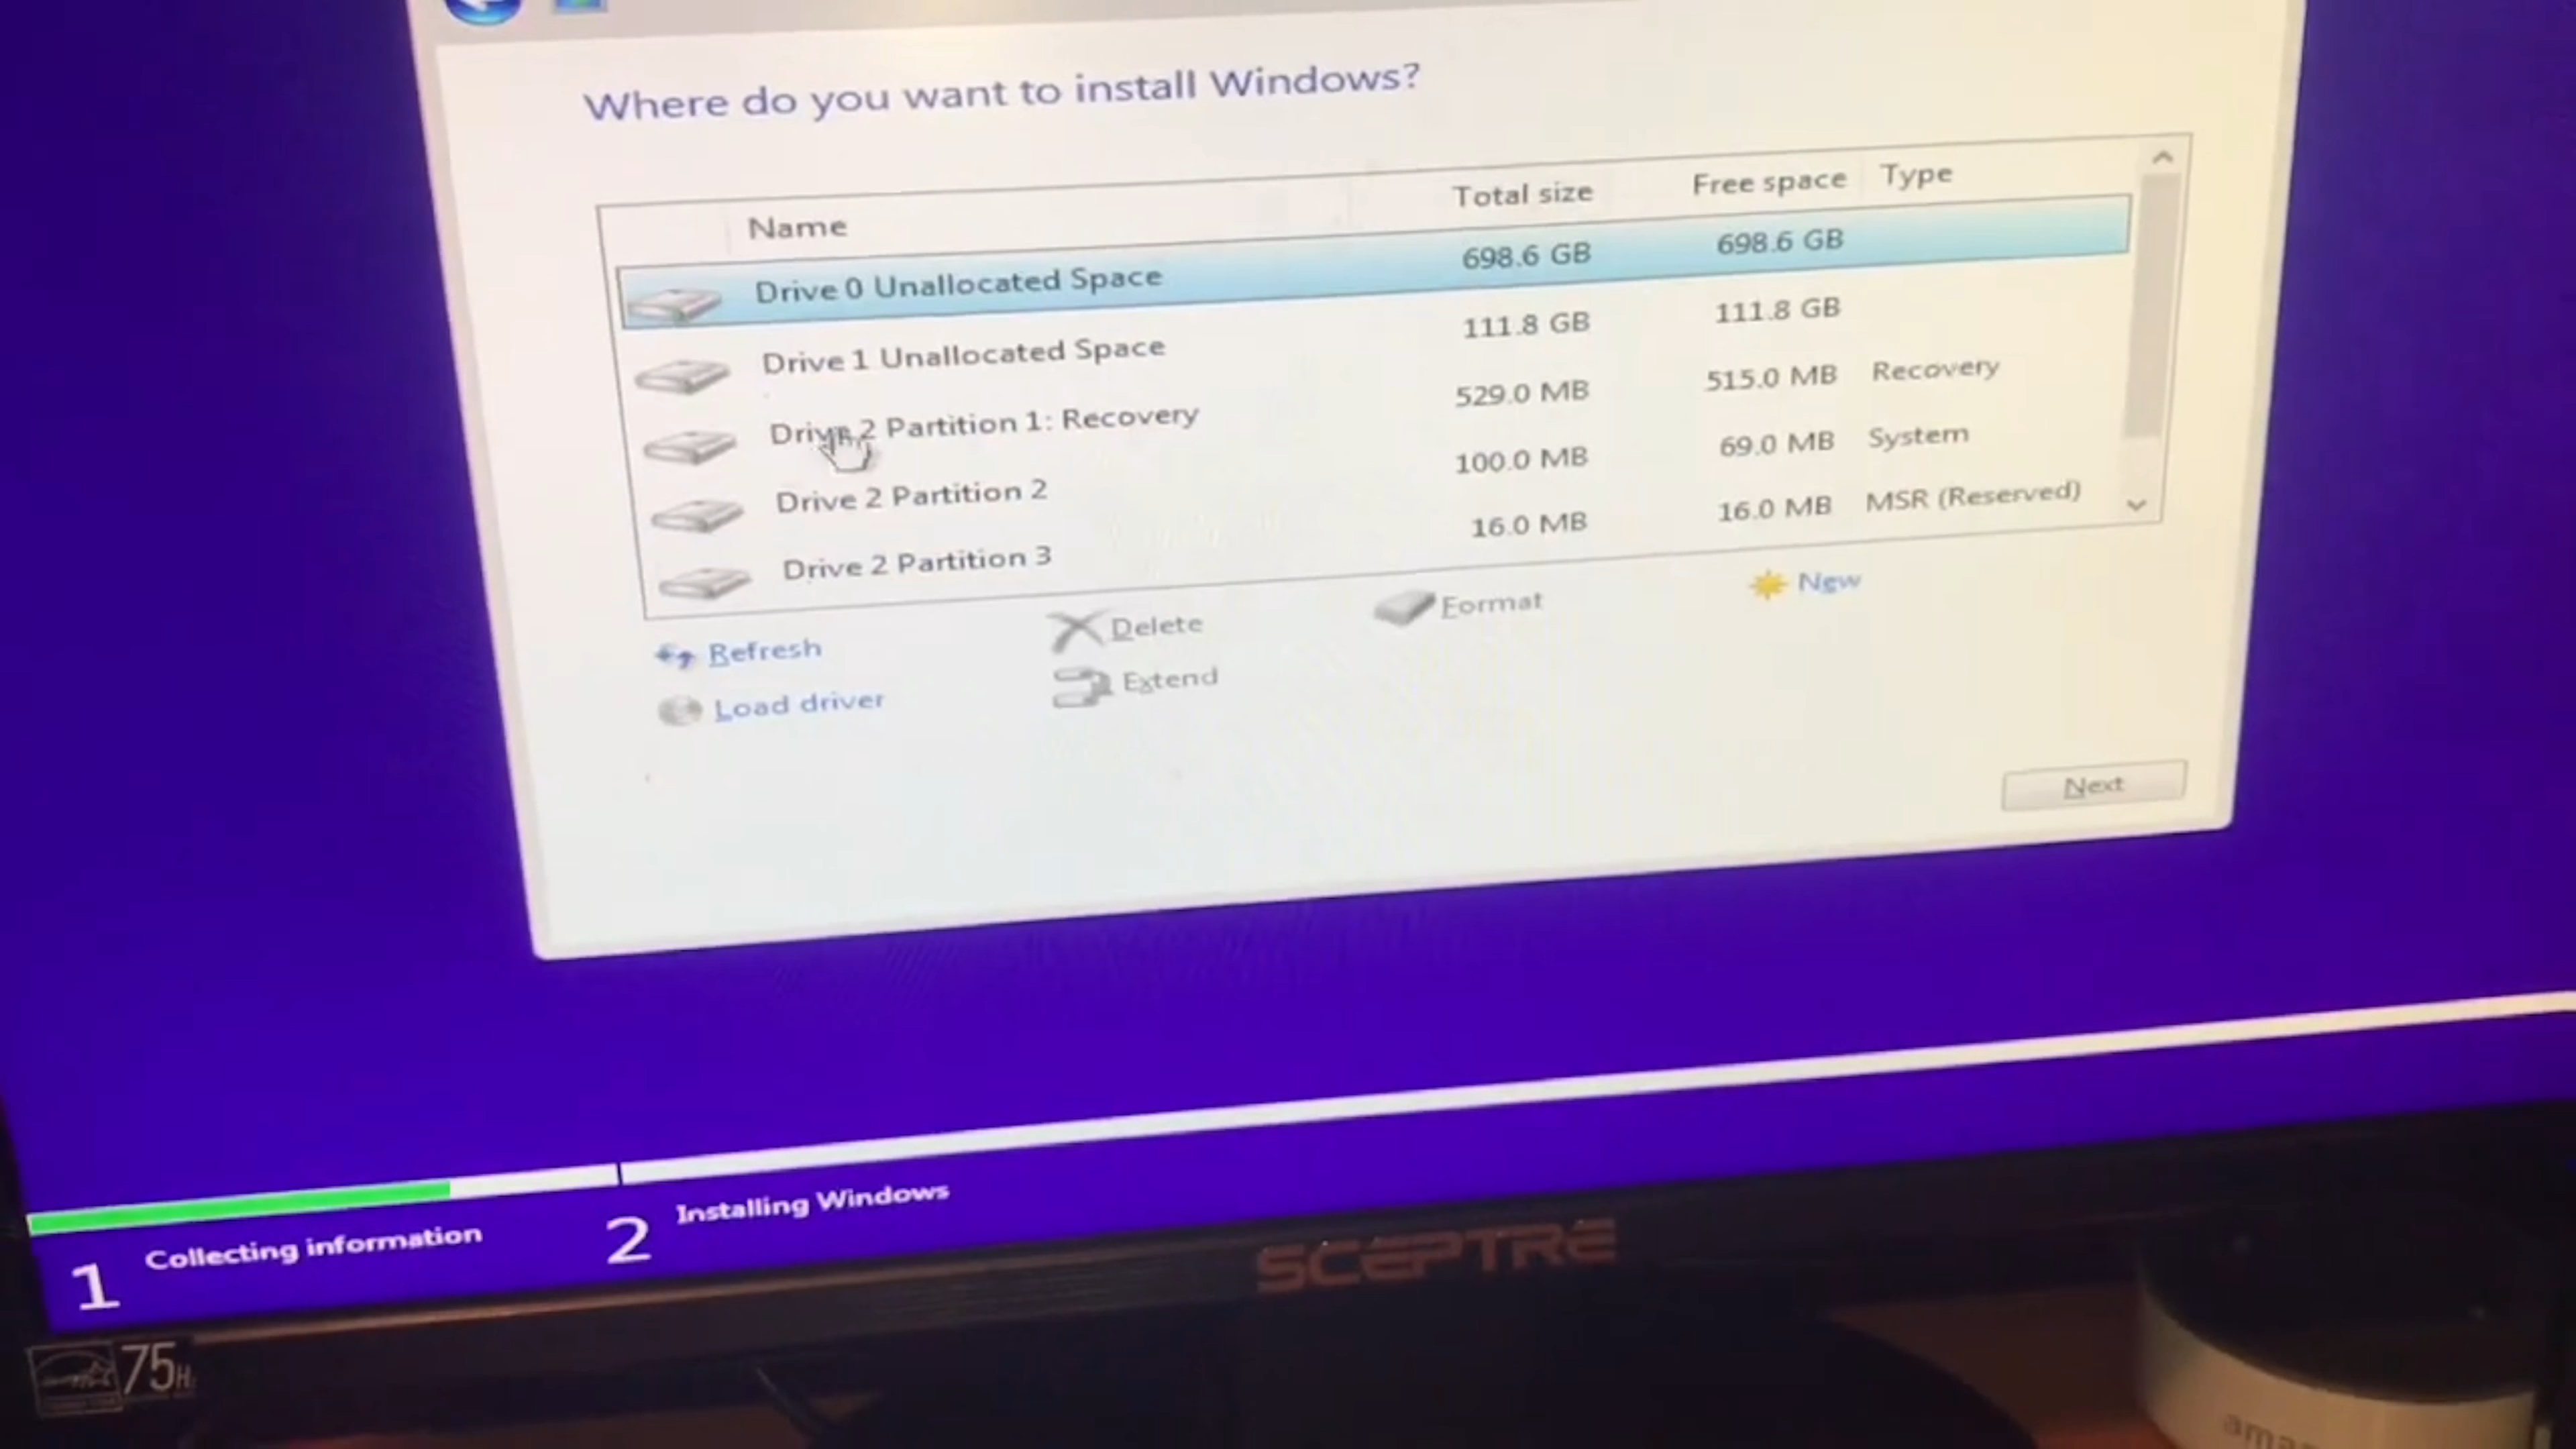 Where do you want to install Windows?
Name Total size Free space Type
Drive 0 Unallocated Space 698.6 GB 698.6 GB
Drive 1 Unallocated Space 111.8 GB 111.8 GB
Drive 2 Partition 1: Recovery 529.0 MB 515.0 MB Recovery
Drive 2 Partition 2 100.0 MB 69.0 MB System
Drive 2 Partition 3 16.0 MB 16.0 MB MSR (Reserved)
Refresh Delete Format New
Load driver Extend
Next
1 Collecting information 2 Installing Windows
SCEPTRE
75H